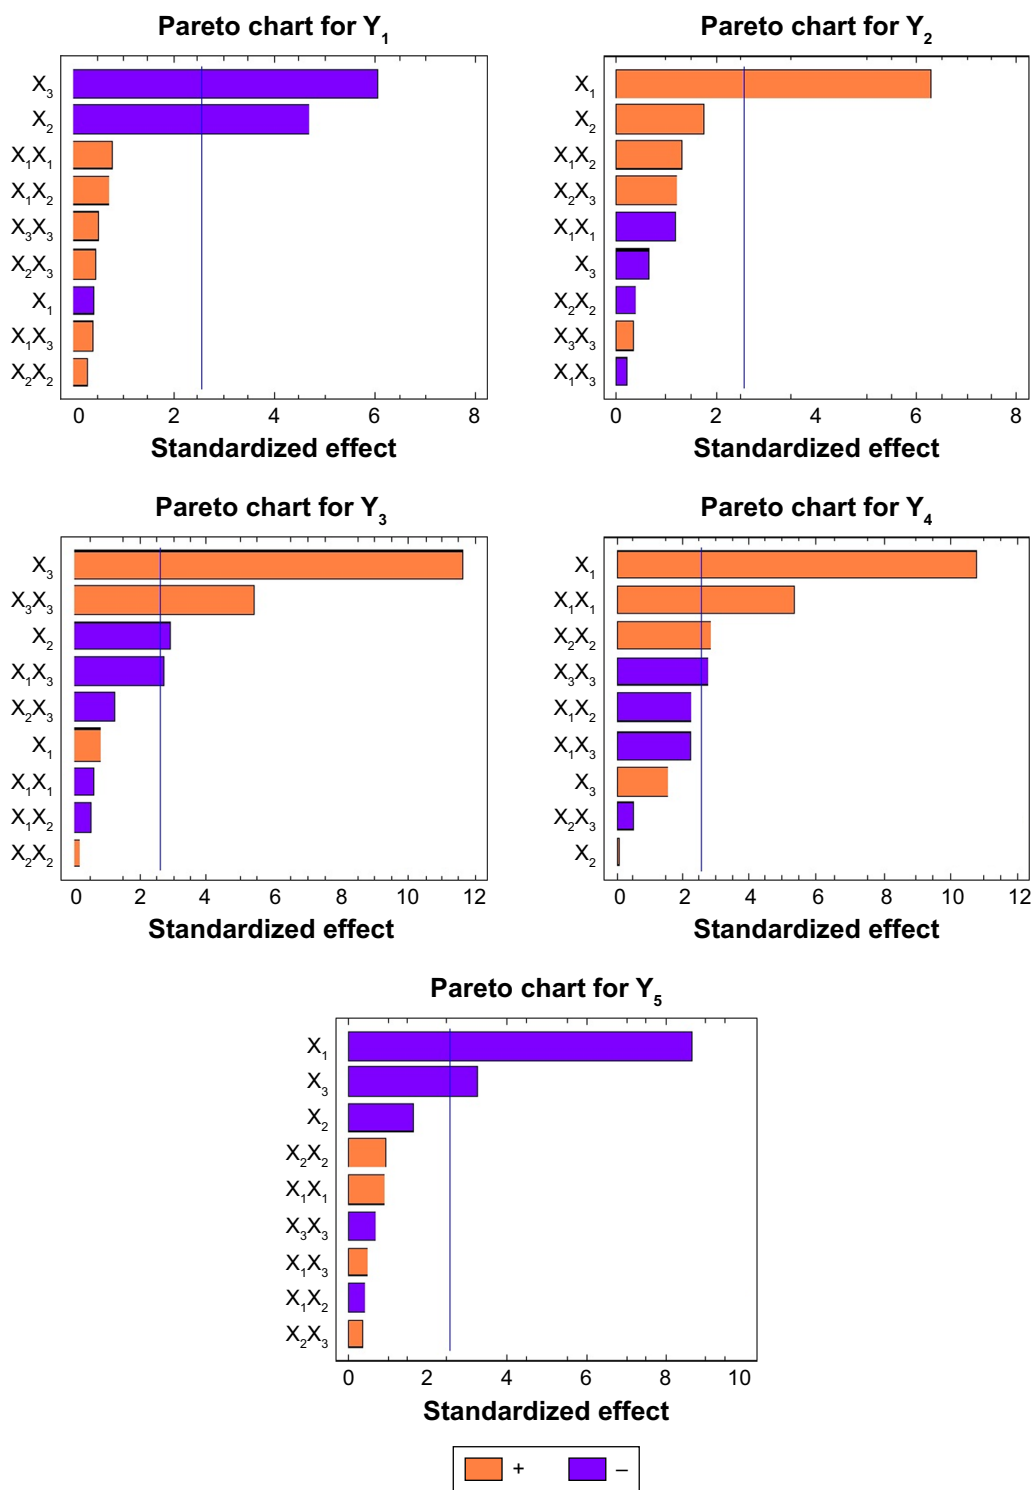 Pareto chart for Y₁
X₃
X₂
X₁X₁
X₁X₂
X₃X₃
X₂X₃
X₁
X₁X₃
X₂X₂
0 2 4 6 8
Standardized effect
Pareto chart for Y₂
X₁
X₂
X₁X₂
X₂X₃
X₁X₁
X₃
X₂X₂
X₃X₃
X₁X₃
0 2 4 6 8
Standardized effect
Pareto chart for Y₃
X₃
X₃X₃
X₂
X₁X₃
X₂X₃
X₁
X₁X₁
X₁X₂
X₂X₂
0 2 4 6 8 10 12
Standardized effect
Pareto chart for Y₄
X₁
X₁X₁
X₂X₂
X₃X₃
X₁X₂
X₁X₃
X₃
X₂X₃
X₂
0 2 4 6 8 10 12
Standardized effect
Pareto chart for Y₅
X₁
X₃
X₂
X₂X₂
X₁X₁
X₃X₃
X₁X₃
X₁X₂
X₂X₃
0 2 4 6 8 10
Standardized effect
+ –